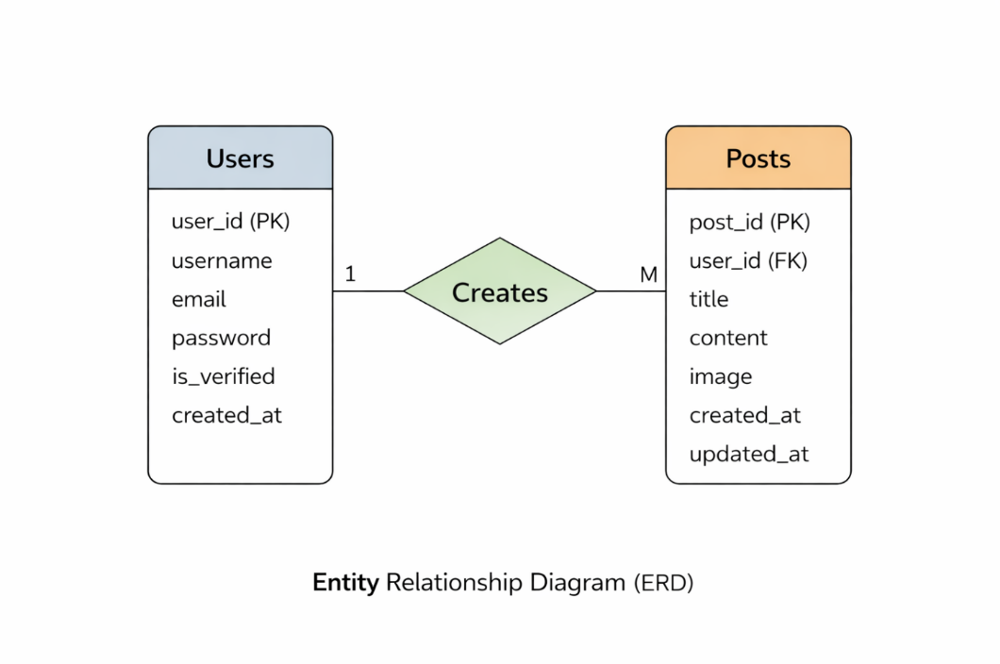 Users
user_id (PK)
username
email
password
is_verified
created_at
1
Creates
M
Posts
post_id (PK)
user_id (FK)
title
content
image
created_at
updated_at
Entity Relationship Diagram (ERD)